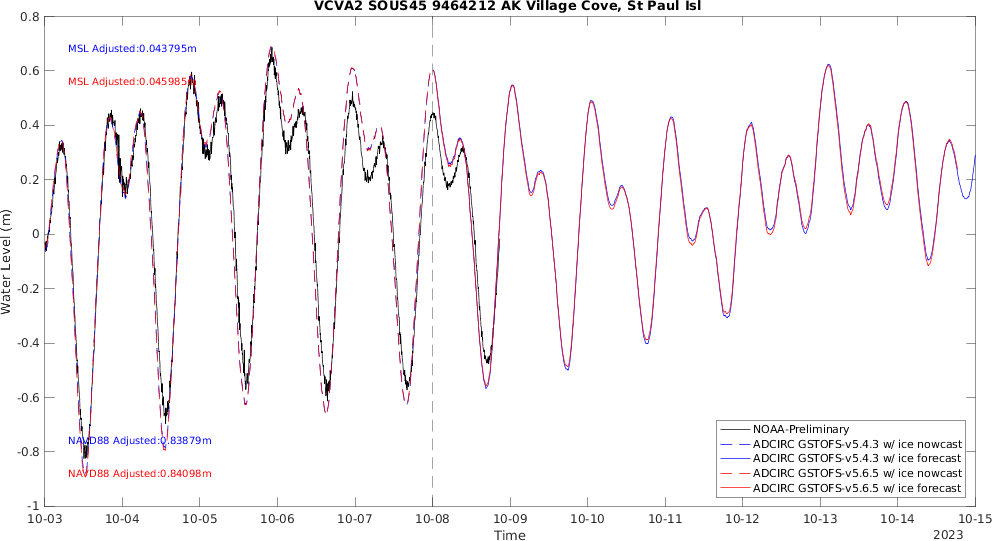 VCVA2 SOUS45 9464212 AK Village Cove, St Paul Isl
0.8
0.6
0.4
0.2
0
-0.2
-0.4
-0.6
-0.8
-1
Water Level (m)
MSL Adjusted:0.043795m
MSL Adjusted:0.045985m
NAVD88 Adjusted:0.83879m
NAVD88 Adjusted:0.84098m
NOAA-Preliminary
ADCIRC GSTOFS-v5.4.3 w/ ice nowcast
ADCIRC GSTOFS-v5.4.3 w/ ice forecast
ADCIRC GSTOFS-v5.6.5 w/ ice nowcast
ADCIRC GSTOFS-v5.6.5 w/ ice forecast
10-03 10-04 10-05 10-06 10-07 10-08 10-09 10-10 10-11 10-12 10-13 10-14 10-15
Time
2023